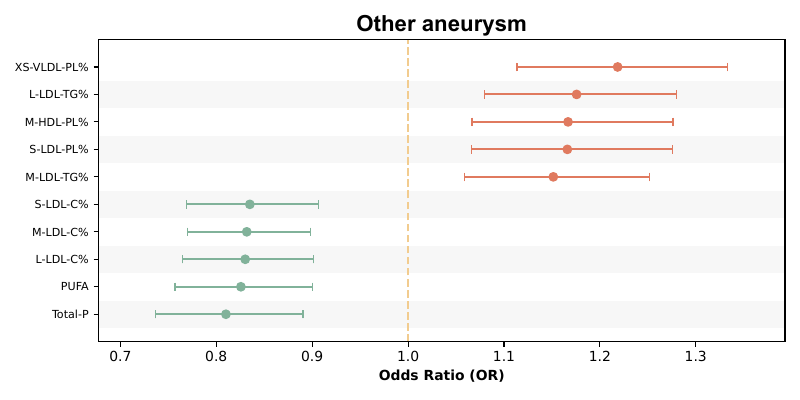 Other aneurysm
XS-VLDL-PL%
L-LDL-TG%
M-HDL-PL%
S-LDL-PL%
M-LDL-TG%
S-LDL-C%
M-LDL-C%
L-LDL-C%
PUFA
Total-P
0.7 0.8 0.9 1.0 1.1 1.2 1.3
Odds Ratio (OR)